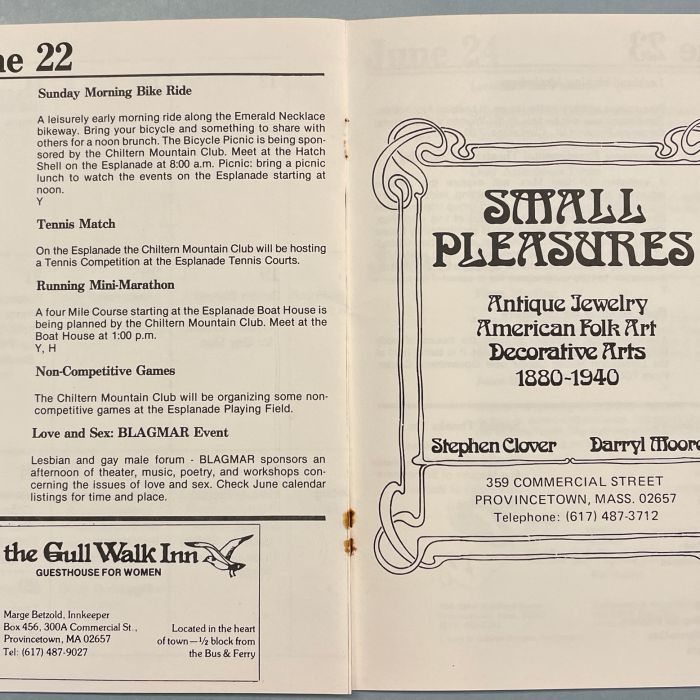 ne 22
Sunday Morning Bike Ride
A leisurely early morning ride along the Emerald Necklace
bikeway. Bring your bicycle and something to share with
others for a noon brunch. The Bicycle Picnic is being spon-
sored by the Chiltern Mountain Club. Meet at the Hatch
Shell on the Esplanade at 8:00 a.m. Picnic: bring a picnic
lunch to watch the events on the Esplanade starting at
noon.
Y
Tennis Match
On the Esplanade the Chiltern Mountain Club will be hosting
a Tennis Competition at the Esplanade Tennis Courts.
Running Mini-Marathon
A four Mile Course starting at the Esplanade Boat House is
being planned by the Chiltern Mountain Club. Meet at the
Boat House at 1:00 p.m.
Y, H
Non-Competitive Games
The Chiltern Mountain Club will be organizing some non-
competitive games at the Esplanade Playing Field.
Love and Sex: BLAGMAR Event
Lesbian and gay male forum - BLAGMAR sponsors an
afternoon of theater, music, poetry, and workshops con-
cerning the issues of love and sex. Check June calendar
listings for time and place.
the Gull Walk Inn
GUESTHOUSE FOR WOMEN
Marge Betzold, Innkeeper
Box 456, 300A Commercial St.,
Provincetown, MA 02657
Tel: (617) 487-9027
Located in the heart
of town—½ block from
the Bus & Ferry
SMALL
PLEASURES
Antique Jewelry
American Folk Art
Decorative Arts
1880-1940
Stephen Clover Darryl Moore
359 COMMERCIAL STREET
PROVINCETOWN, MASS. 02657
Telephone: (617) 487-3712